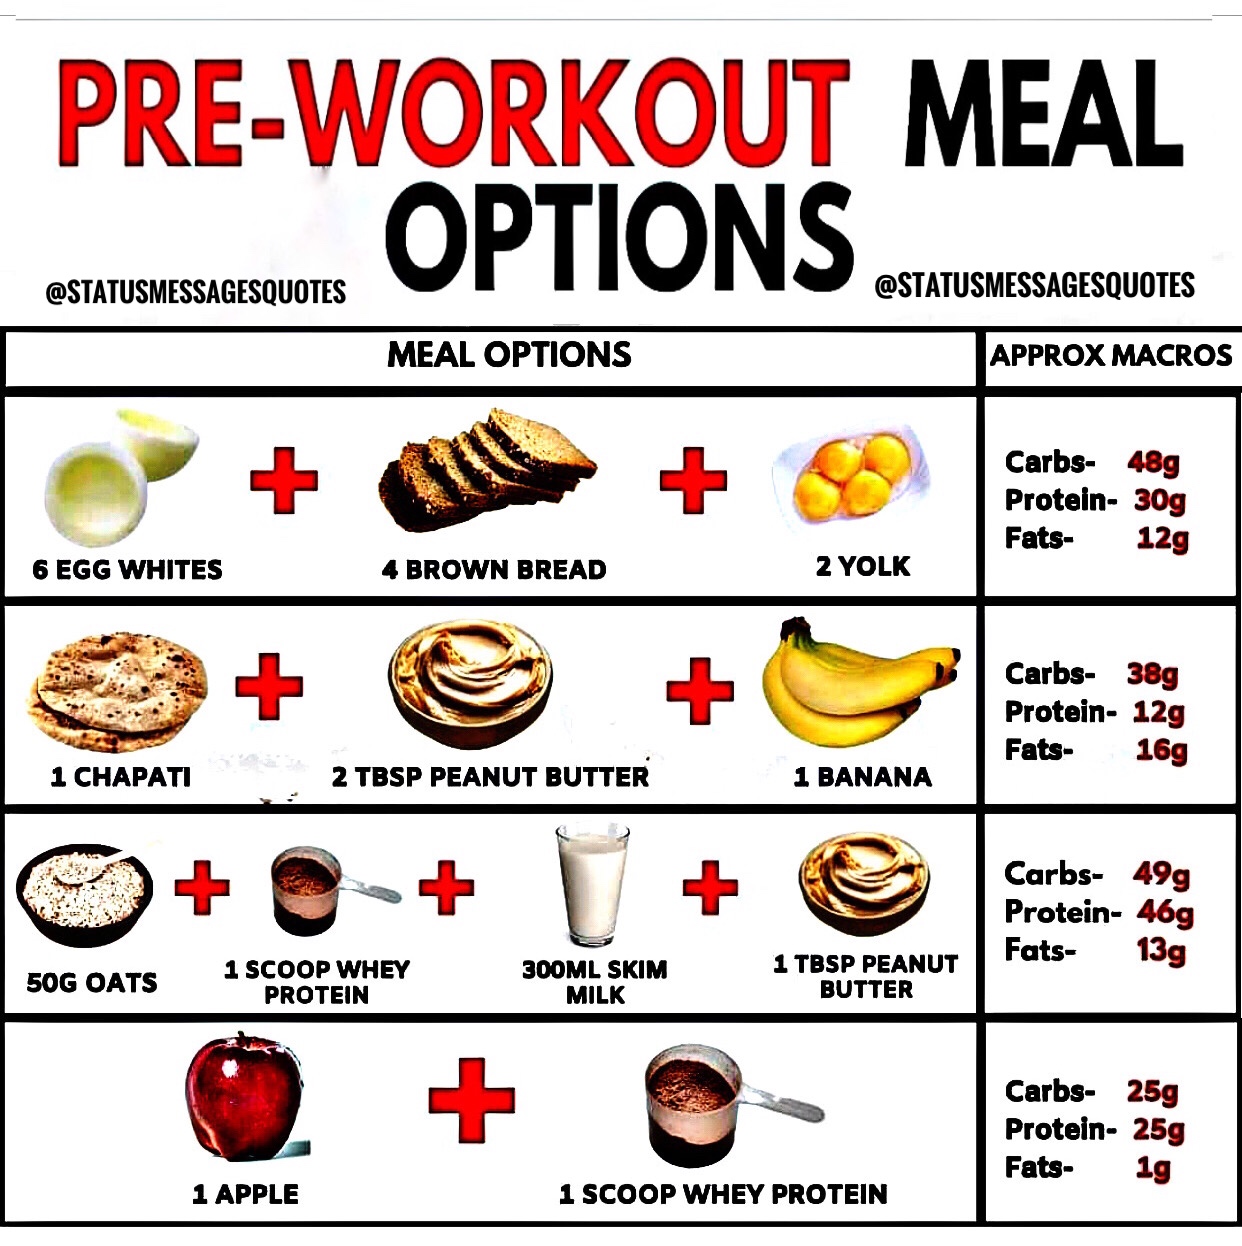 PRE-WORKOUT MEAL
OPTIONS
@STATUSMESSAGESQUOTES
@STATUSMESSAGESQUOTES
MEAL OPTIONS
APPROX MACROS
6 EGG WHITES
4 BROWN BREAD
2 YOLK
Carbs- 48g
Protein- 30g
Fats- 12g
1 CHAPATI
2 TBSP PEANUT BUTTER
1 BANANA
Carbs- 38g
Protein- 12g
Fats- 16g
50G OATS
1 SCOOP WHEY
PROTEIN
300ML SKIM
MILK
1 TBSP PEANUT
BUTTER
Carbs- 49g
Protein- 46g
Fats- 13g
1 APPLE
1 SCOOP WHEY PROTEIN
Carbs- 25g
Protein- 25g
Fats- 1g